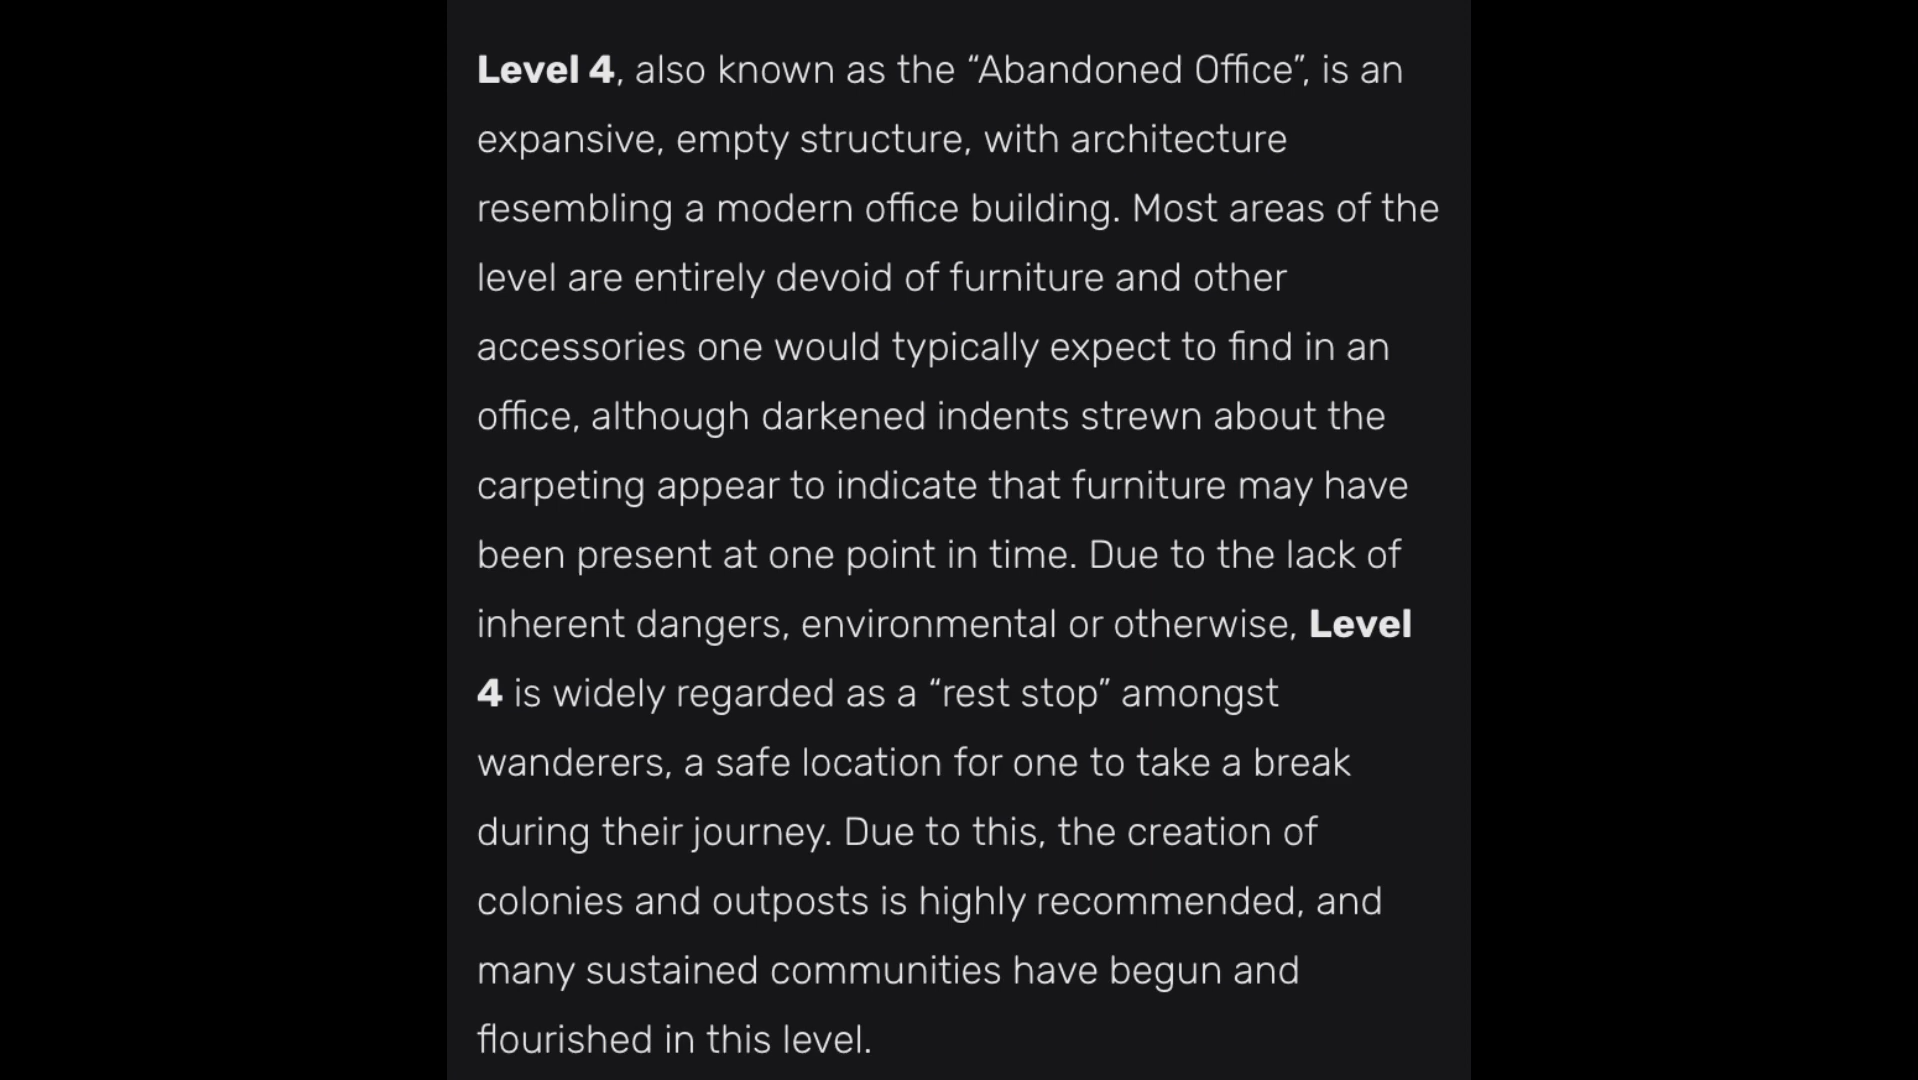 Level 4, also known as the “Abandoned Office”, is an
expansive, empty structure, with architecture
resembling a modern office building. Most areas of the
level are entirely devoid of furniture and other
accessories one would typically expect to find in an
office, although darkened indents strewn about the
carpeting appear to indicate that furniture may have
been present at one point in time. Due to the lack of
inherent dangers, environmental or otherwise, Level
4 is widely regarded as a “rest stop” amongst
wanderers, a safe location for one to take a break
during their journey. Due to this, the creation of
colonies and outposts is highly recommended, and
many sustained communities have begun and
flourished in this level.